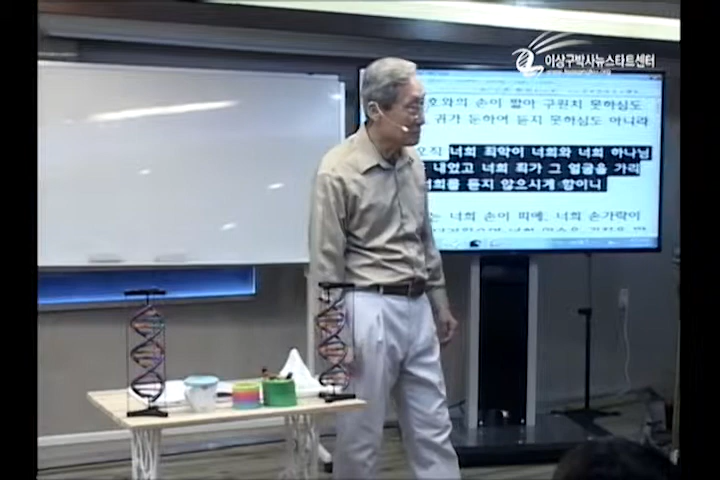 이상구박사뉴스타트센터
호와의 손이 짧아 구원치 못하심도
귀가 둔하여 듣지 못하심도 아니라
오직 너희 죄악이 너희와 너희 하나님
내었고 너희 죄가 그 얼굴을 가리
너희를 듣지 않으시게 함이니
는 너희 손이 피에, 너희 손가락이